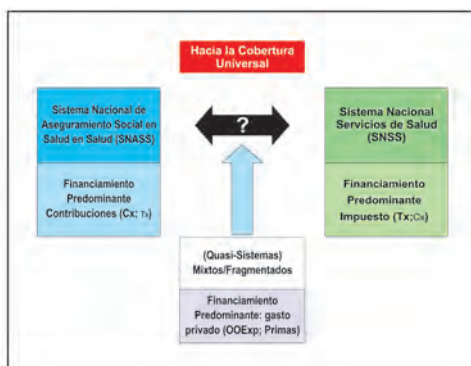 Hacia la Cobertura
Universal
Sistema Nacional de
Aseguramiento Social en
Salud en Salud (SNASS)
Financiamiento
Predominante
Contribuciones (Cx; Tx)
?
Sistema Nacional
Servicios de Salud
(SNSS)
Financiamiento
Predominante
Impuesto (Tx;Cx)
(Quasi-Sistemas)
Mixtos/Fragmentados
Financiamiento
Predominante: gasto
privado (OOExp; Primas)